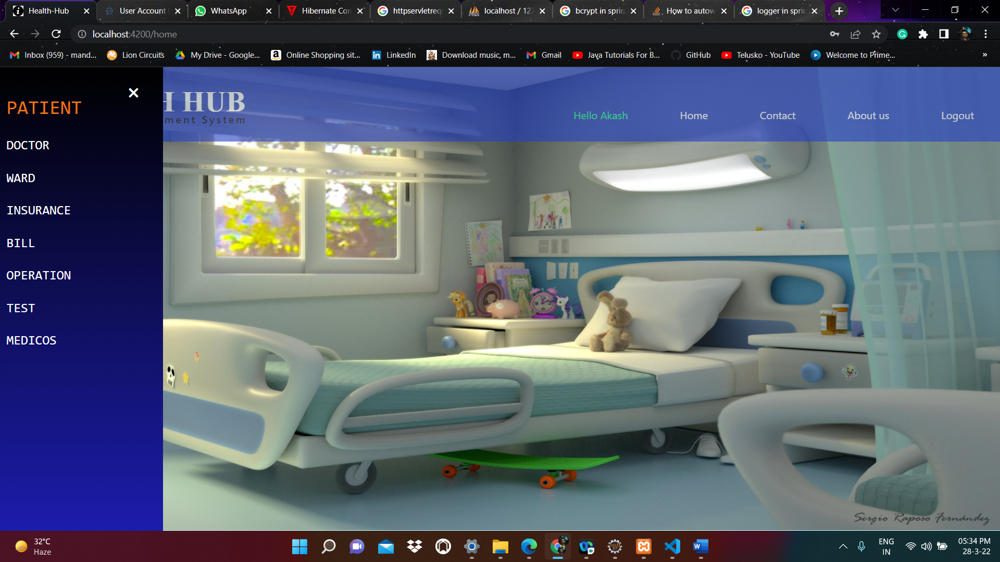 Health-Hub
User Account
WhatsApp
Hibernate Con
httpservletreq
localhost / 127
bcrypt in sprin
How to autow
logger in sprin
localhost:4200/home
Inbox (959) - mand...
Lion Circuits
My Drive - Google...
Online Shopping sit...
LinkedIn
Download music, m...
Gmail
Java Tutorials For B...
GitHub
Telusko - YouTube
Welcome to Prime...
»
PATIENT
DOCTOR
WARD
INSURANCE
BILL
OPERATION
TEST
MEDICOS
H HUB
ment System
Hello Akash
Home
Contact
About us
Logout
Sergio Raposo Fernández
32°C
Haze
ENG
IN
05:34 PM
28-3-22